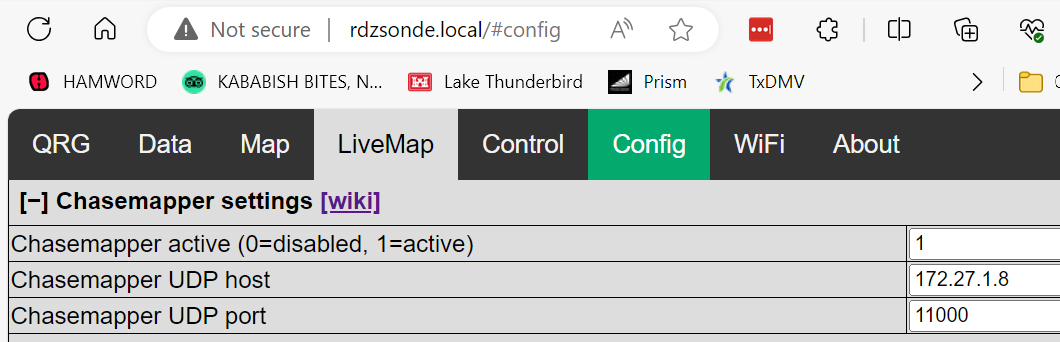 Not secure rdzsonde.local/#config
HAMWORD KABABISH BITES, N... Lake Thunderbird Prism TxDMV
QRG Data Map LiveMap Control Config WiFi About
[−] Chasemapper settings [wiki]
Chasemapper active (0=disabled, 1=active) 1
Chasemapper UDP host 172.27.1.8
Chasemapper UDP port 11000